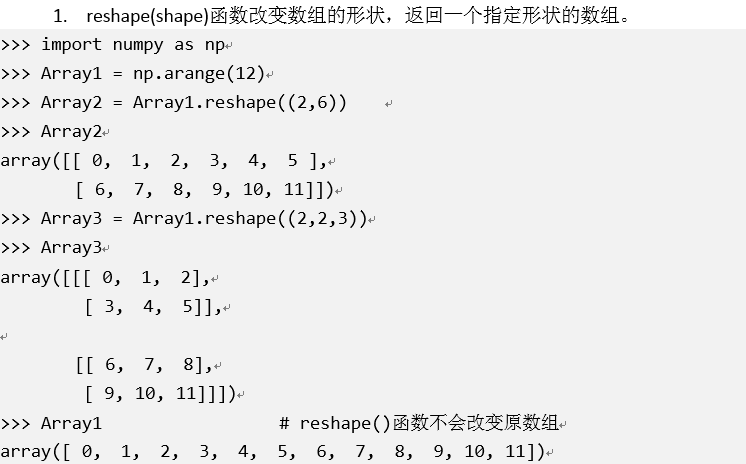 1. reshape(shape)函数改变数组的形状，返回一个指定形状的数组。
>>> import numpy as np↵
>>> Array1 = np.arange(12)↵
>>> Array2 = Array1.reshape((2,6))    ↵
>>> Array2↵
array([[ 0,  1,  2,  3,  4,  5 ],↵
       [ 6,  7,  8,  9, 10, 11]])↵
>>> Array3 = Array1.reshape((2,2,3))↵
>>> Array3↵
array([[[ 0,  1,  2],↵
        [ 3,  4,  5]],↵
↵
       [[ 6,  7,  8],↵
        [ 9, 10, 11]]])↵
>>> Array1                # reshape()函数不会改变原数组↵
array([ 0,  1,  2,  3,  4,  5,  6,  7,  8,  9, 10, 11])↵